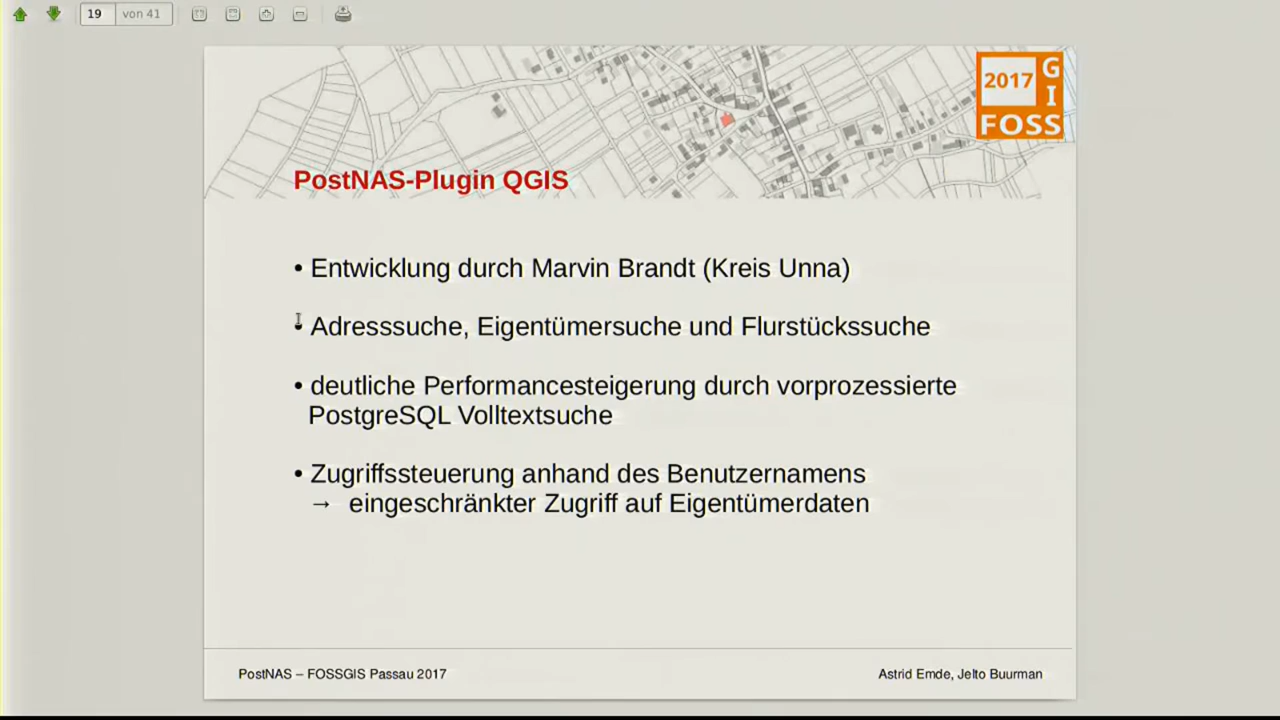 19 von 41
2017 G
I
FOSS
PostNAS-Plugin QGIS
• Entwicklung durch Marvin Brandt (Kreis Unna)
• Adresssuche, Eigentümersuche und Flurstückssuche
• deutliche Performancesteigerung durch vorprozessierte
PostgreSQL Volltextsuche
• Zugriffssteuerung anhand des Benutzernamens
→ eingeschränkter Zugriff auf Eigentümerdaten
PostNAS – FOSSGIS Passau 2017
Astrid Emde, Jelto Buurman